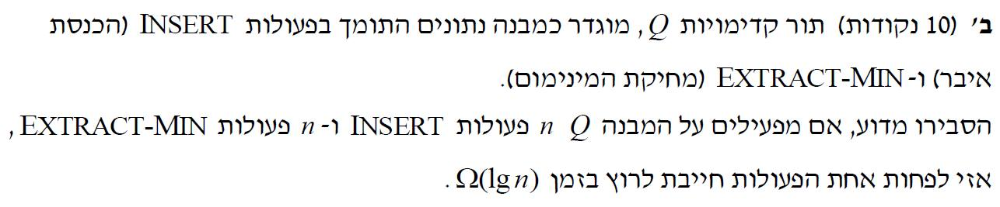 ב׳ (10 נקודות) תור קדימויות Q, מוגדר כמבנה נתונים התומך בפעולות INSERT (הכנסת
איבר) ו-EXTRACT-MIN (מחיקת המינימום).
הסבירו מדוע, אם מפעילים על המבנה Q n פעולות INSERT ו-n פעולות EXTRACT-MIN,
אזי לפחות אחת הפעולות חייבת לרוץ בזמן Ω(lg n).